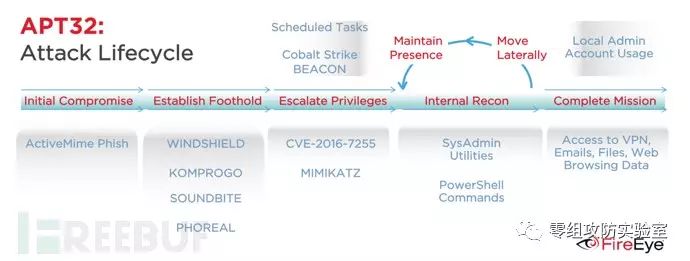 APT32:
Attack Lifecycle
Scheduled Tasks
Cobalt Strike
BEACON
Maintain
Presence
Move
Laterally
Local Admin
Account Usage
Initial Compromise
Establish Foothold
Escalate Privileges
Internal Recon
Complete Mission
ActiveMime Phish
WINDSHIELD
KOMPROGO
SOUNDBITE
PHOREAL
CVE-2016-7255
MIMIKATZ
SysAdmin
Utilities
PowerShell
Commands
Access to VPN,
Emails, Files, Web
Browsing Data
FREEBUF
零组攻防实验室
FireEye